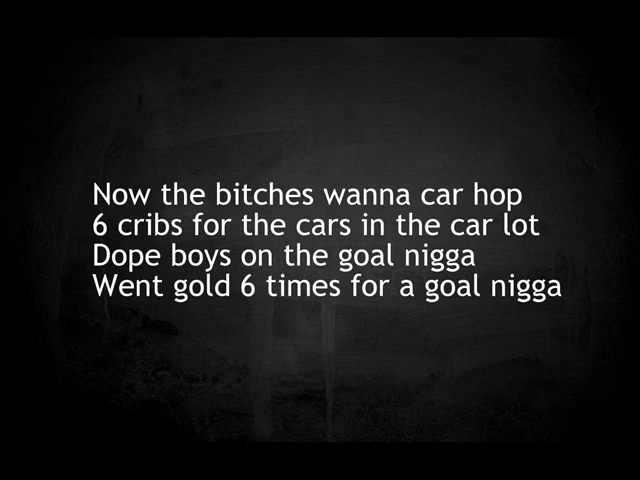 Now the bitches wanna car hop
6 cribs for the cars in the car lot
Dope boys on the goal nigga
Went gold 6 times for a goal nigga